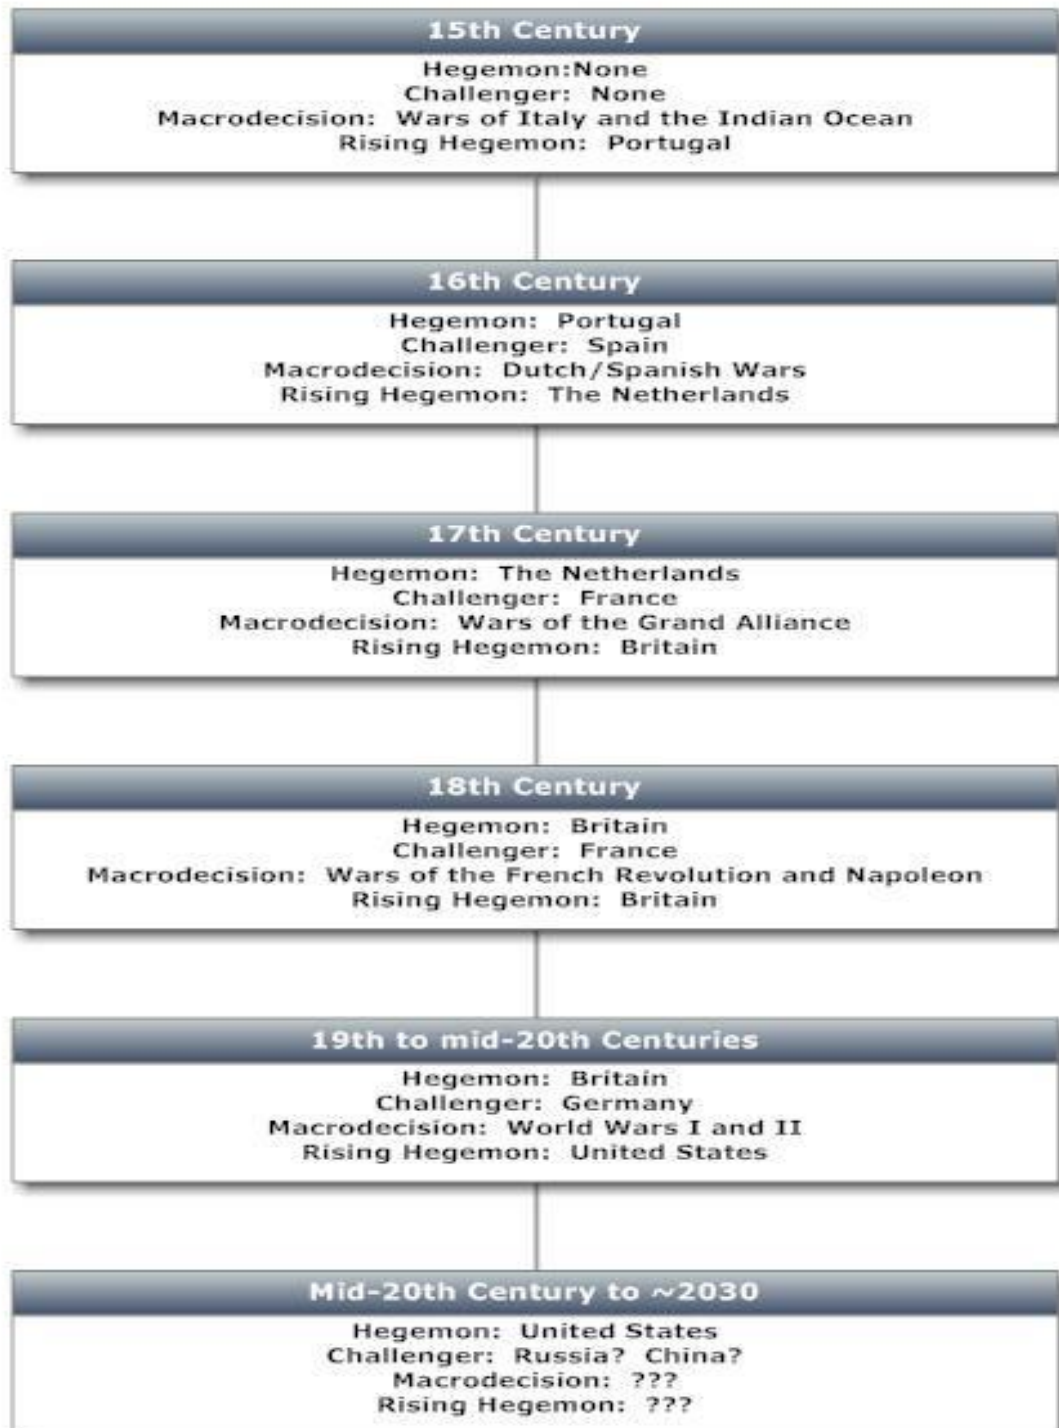 15th Century
Hegemon:None
Challenger: None
Macrodecision: Wars of Italy and the Indian Ocean
Rising Hegemon: Portugal
16th Century
Hegemon: Portugal
Challenger: Spain
Macrodecision: Dutch/Spanish Wars
Rising Hegemon: The Netherlands
17th Century
Hegemon: The Netherlands
Challenger: France
Macrodecision: Wars of the Grand Alliance
Rising Hegemon: Britain
18th Century
Hegemon: Britain
Challenger: France
Macrodecision: Wars of the French Revolution and Napoleon
Rising Hegemon: Britain
19th to mid-20th Centuries
Hegemon: Britain
Challenger: Germany
Macrodecision: World Wars I and II
Rising Hegemon: United States
Mid-20th Century to ~2030
Hegemon: United States
Challenger: Russia? China?
Macrodecision: ???
Rising Hegemon: ???